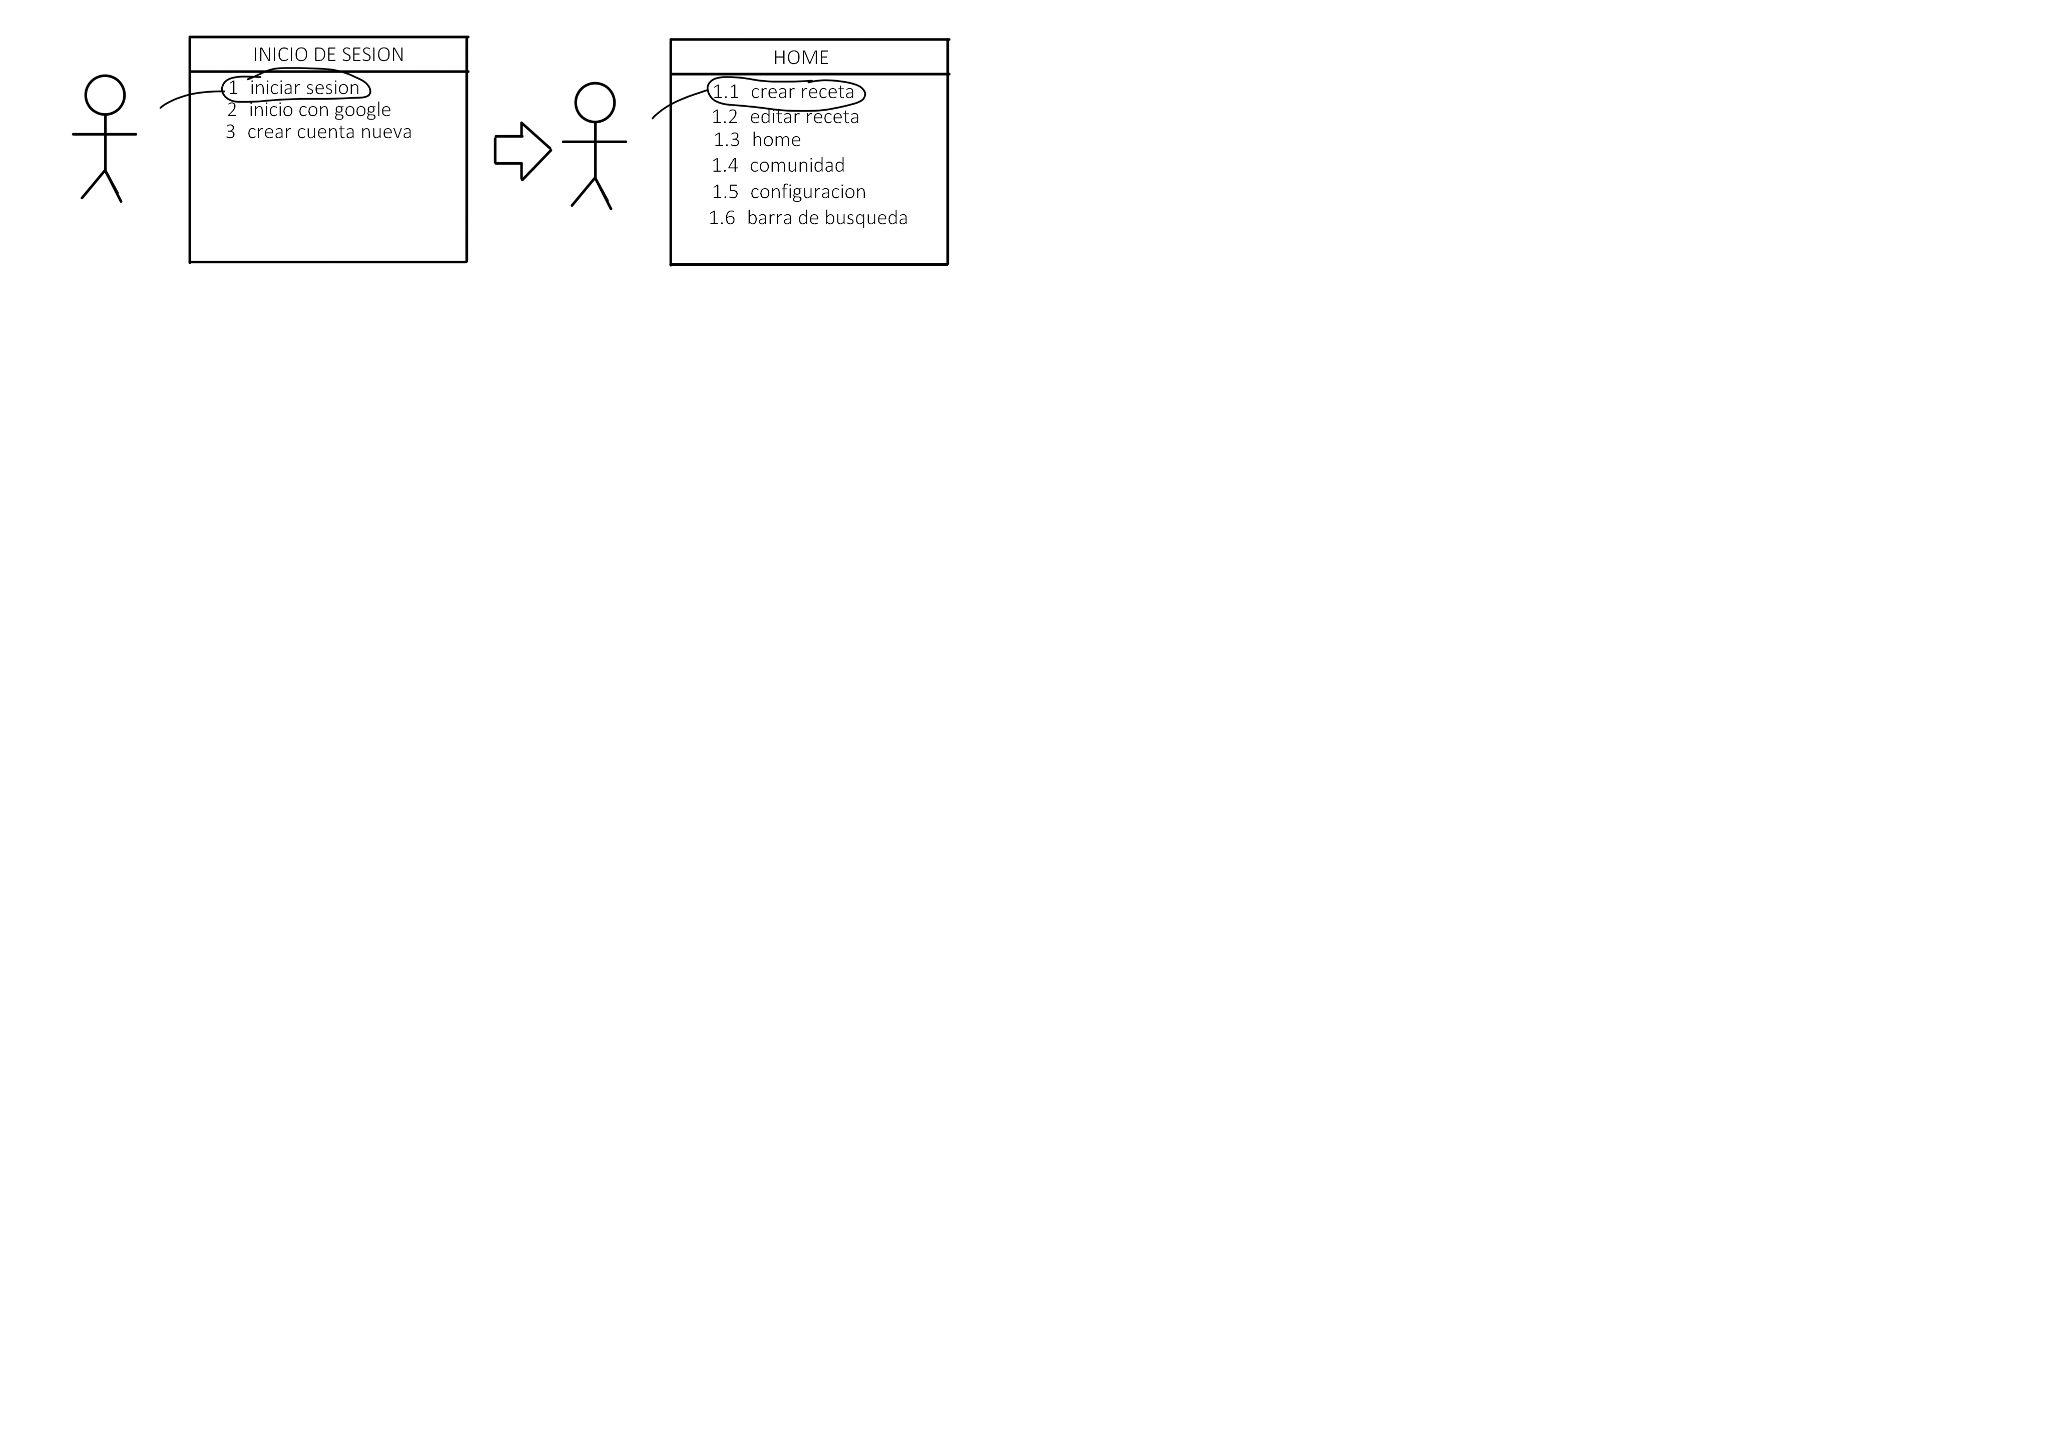 INICIO DE SESION
1 iniciar sesion
2 inicio con google
3 crear cuenta nueva
HOME
1.1 crear receta
1.2 editar receta
1.3 home
1.4 comunidad
1.5 configuracion
1.6 barra de busqueda